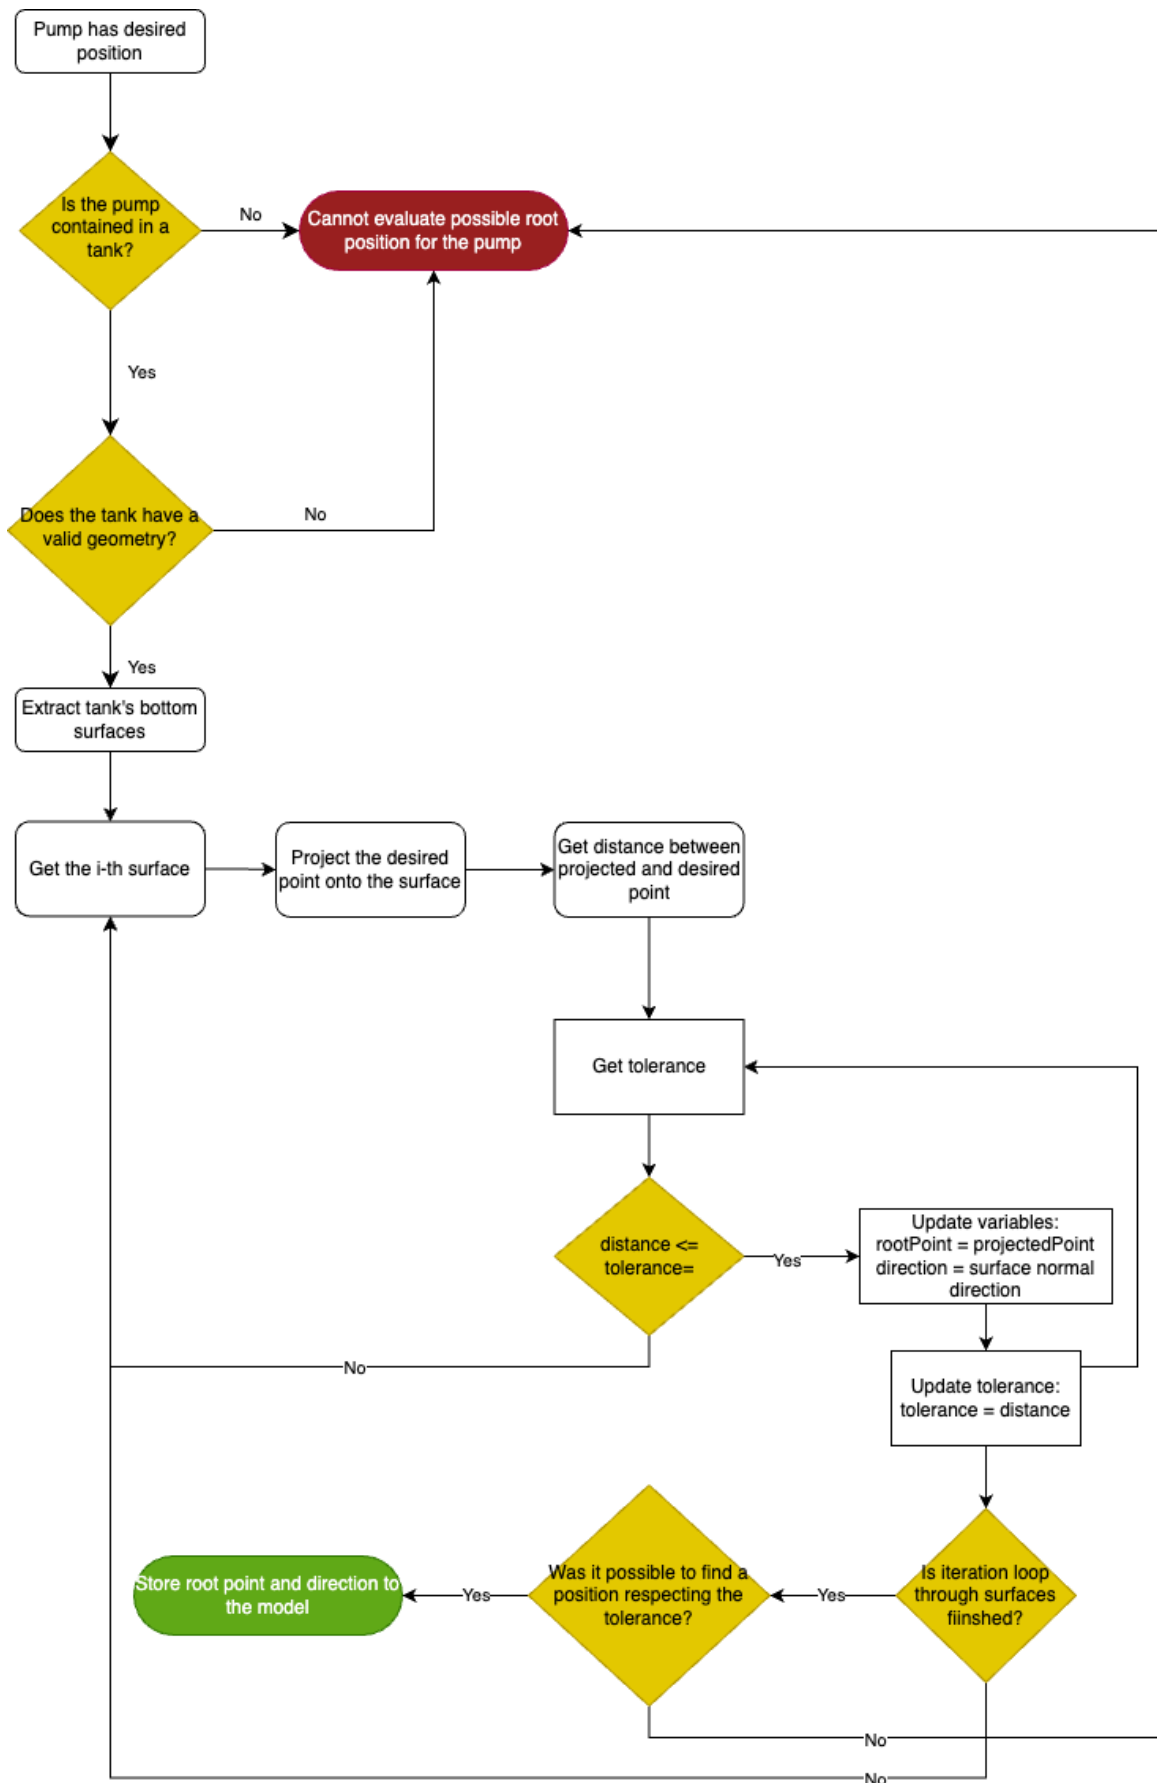 Pump has desired
position
Is the pump
contained in a
tank?
No
Cannot evaluate possible root
position for the pump
Yes
Does the tank have a
valid geometry?
No
Yes
Extract tank's bottom
surfaces
Get the i-th surface
Project the desired
point onto the surface
Get distance between
projected and desired
point
Get tolerance
distance <=
tolerance=
Yes
Update variables:
rootPoint = projectedPoint
direction = surface normal
direction
No
Update tolerance:
tolerance = distance
Is iteration loop
through surfaces
fiinshed?
Yes
Was it possible to find a
position respecting the
tolerance?
Yes
Store root point and direction to
the model
No
No